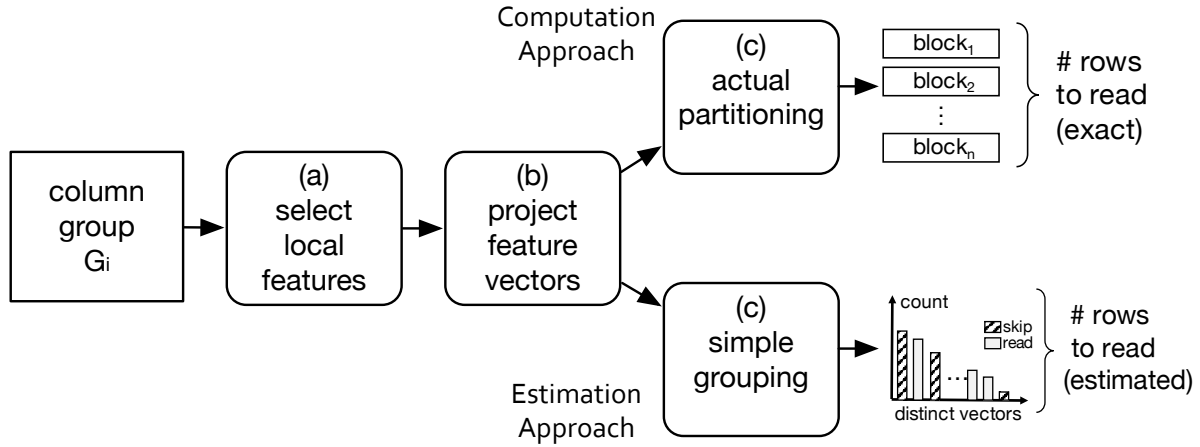 Computation
Approach
(c)
actual
partitioning
block₁
block₂
⋮
blockₙ
# rows
to read
(exact)
column
group
Gi
(a)
select
local
features
(b)
project
feature
vectors
(c)
simple
grouping
Estimation
Approach
count
skip
read
...
distinct vectors
# rows
to read
(estimated)